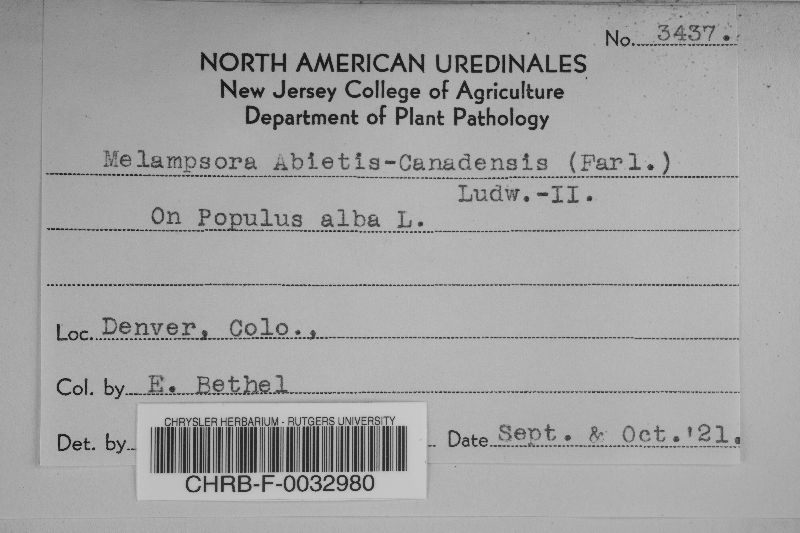 No. 3437.
NORTH AMERICAN UREDINALES
New Jersey College of Agriculture
Department of Plant Pathology
Melampsora Abietis-Canadensis (Farl.)
Ludw.-II.
On Populus alba L.
Loc. Denver, Colo.,
Col. by E. Bethel
Det. by
Date Sept. & Oct.'21.
CHRYSLER HERBARIUM - RUTGERS UNIVERSITY
CHRB-F-0032980